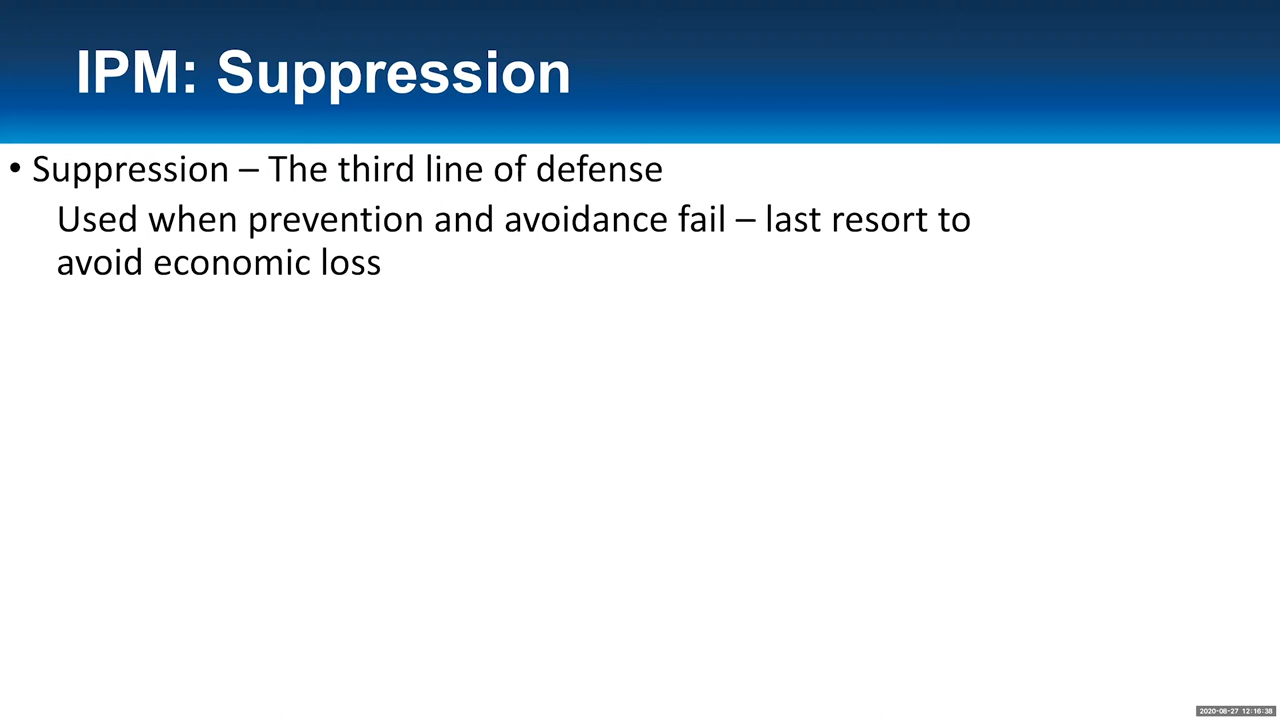 IPM: Suppression
• Suppression – The third line of defense
Used when prevention and avoidance fail – last resort to
avoid economic loss
2020-08-27 12:16:38